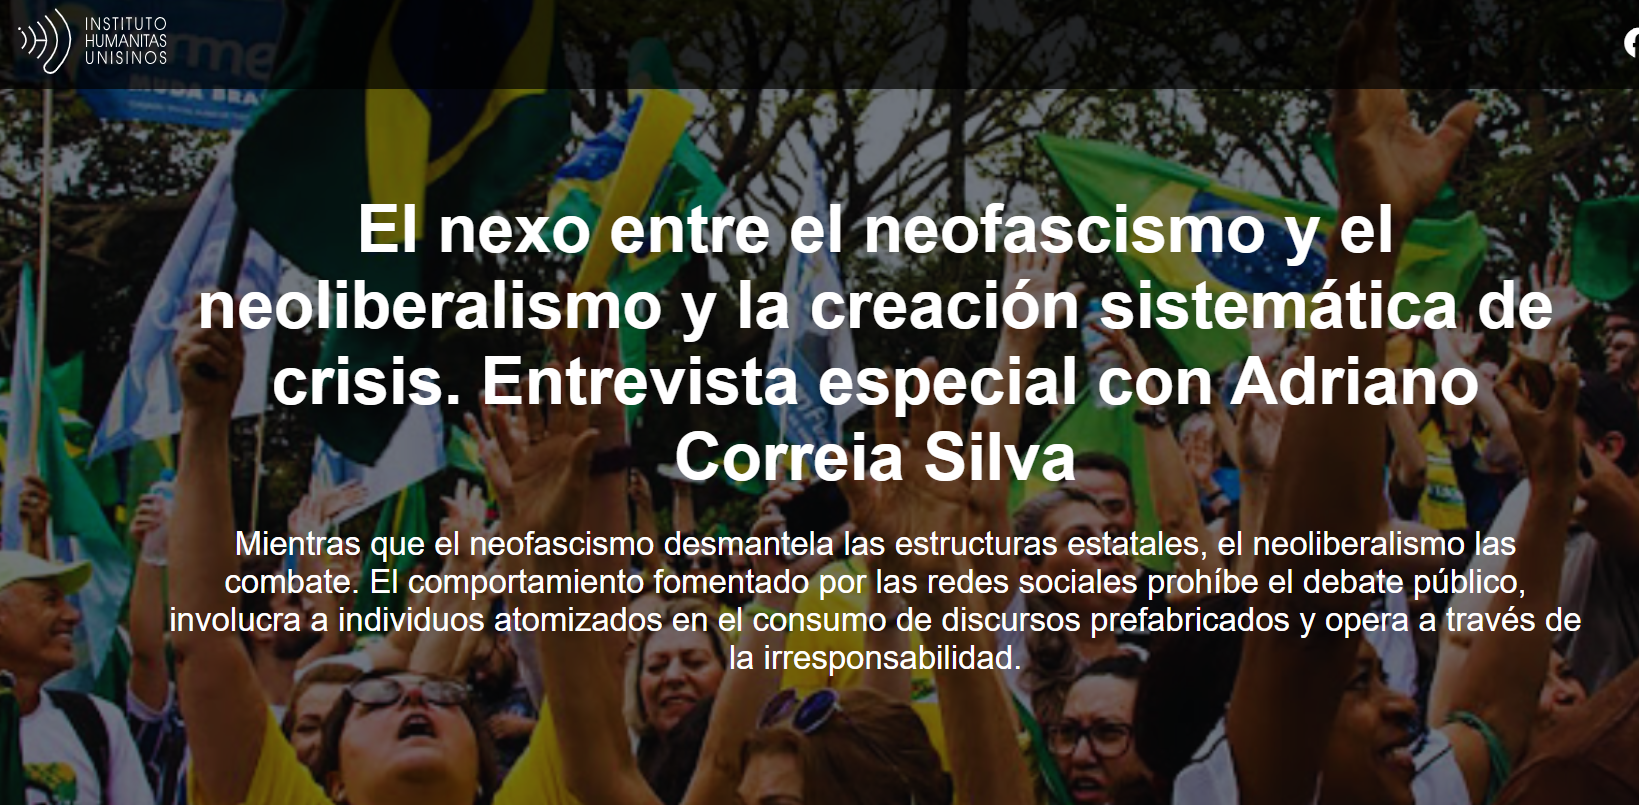 INSTITUTO
HUMANITAS
UNISINOS
MUDA BRA
El nexo entre el neofascismo y el
neoliberalismo y la creación sistemática de
crisis. Entrevista especial con Adriano
Correia Silva
Mientras que el neofascismo desmantela las estructuras estatales, el neoliberalismo las
combate. El comportamiento fomentado por las redes sociales prohíbe el debate público,
involucra a individuos atomizados en el consumo de discursos prefabricados y opera a través de
la irresponsabilidad.